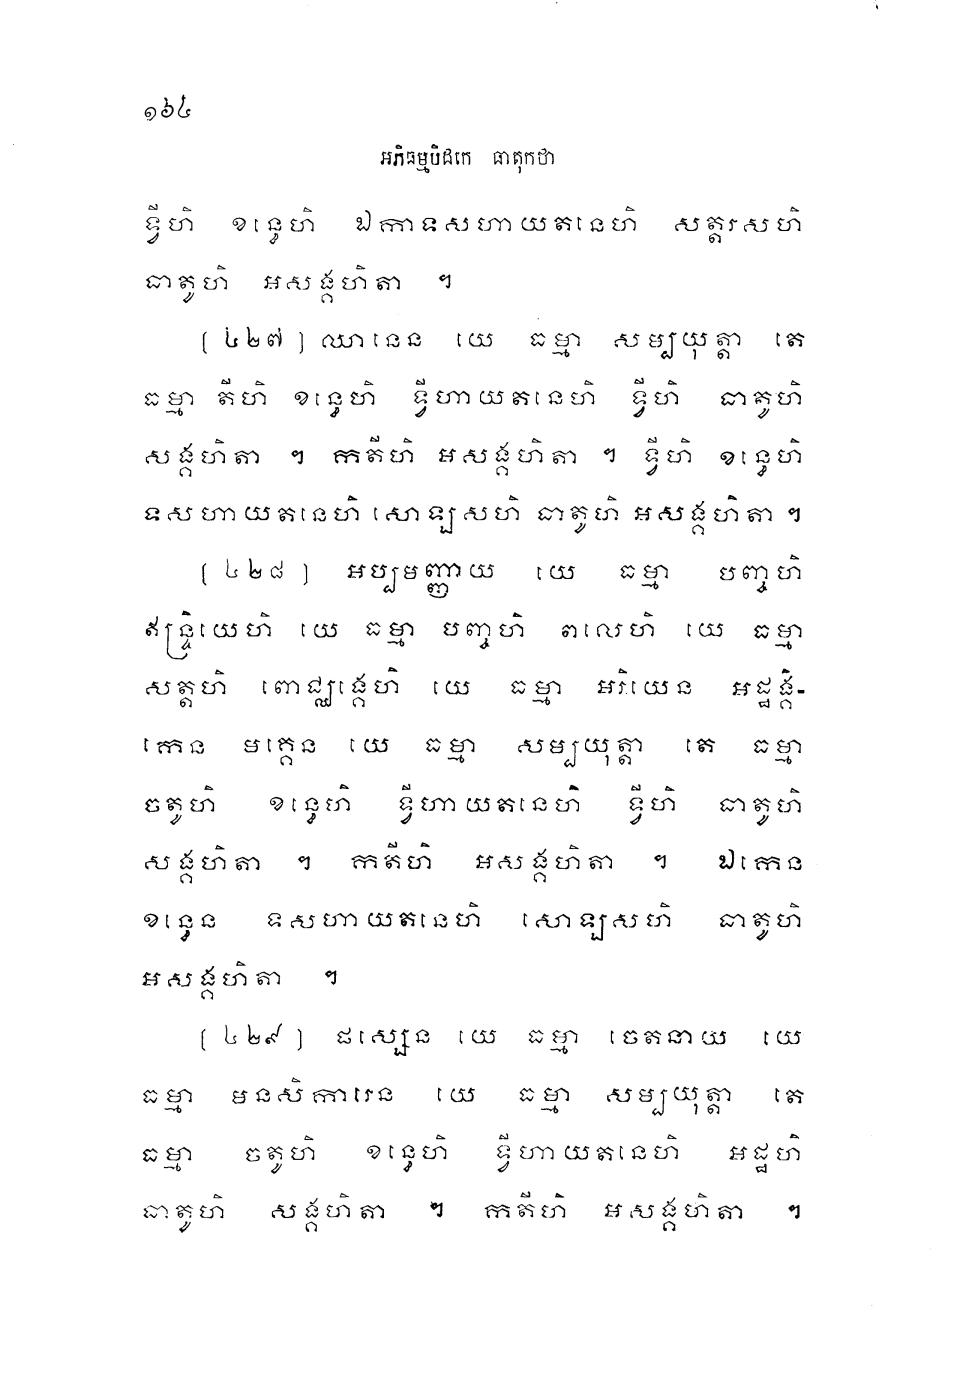 ១៦៤
អភិធម្មបិដកេ ធាតុកថា
ទ្វីហិ ខន្ធេហិ ឯកាទសហាយតនេហិ សត្តរសហិ
ធាតូហិ អសង្គហិតា ។
( ៤២៧ ) ឈានេន យេ ធម្មា សម្បយុត្តា តេ
ធម្មា តីហិ ខន្ធេហិ ទ្វីហាយតនេហិ ទ្វីហិ ធាតូហិ
សង្គហិតា ។ កតីហិ អសង្គហិតា ។ ទ្វីហិ ខន្ធេហិ
ទសហាយតនេហិ សោឡសហិ ធាតូហិ អសង្គហិតា ។
( ៤២៨ ) អប្បមញ្ញាយ យេ ធម្មា បញ្ចហិ
ឥន្ទ្រិយេហិ យេ ធម្មា បញ្ចហិ ពលេហិ យេ ធម្មា
សត្តហិ ពោជ្ឈង្គេហិ យេ ធម្មា អរិយេន អដ្ឋង្គិ-
កេន មគ្គេន យេ ធម្មា សម្បយុត្តា តេ ធម្មា
ចតូហិ ខន្ធេហិ ទ្វីហាយតនេហិ ទ្វីហិ ធាតូហិ
សង្គហិតា ។ កតីហិ អសង្គហិតា ។ ឯកេន
ខន្ធេន ទសហាយតនេហិ សោឡសហិ ធាតូហិ
អសង្គហិតា ។
( ៤២៩ ) ផស្សេន យេ ធម្មា ចេតនាយ យេ
ធម្មា មនសិការេន យេ ធម្មា សម្បយុត្តា តេ
ធម្មា ចតូហិ ខន្ធេហិ ទ្វីហាយតនេហិ អដ្ឋហិ
ធាតូហិ សង្គហិតា ។ កតីហិ អសង្គហិតា ។